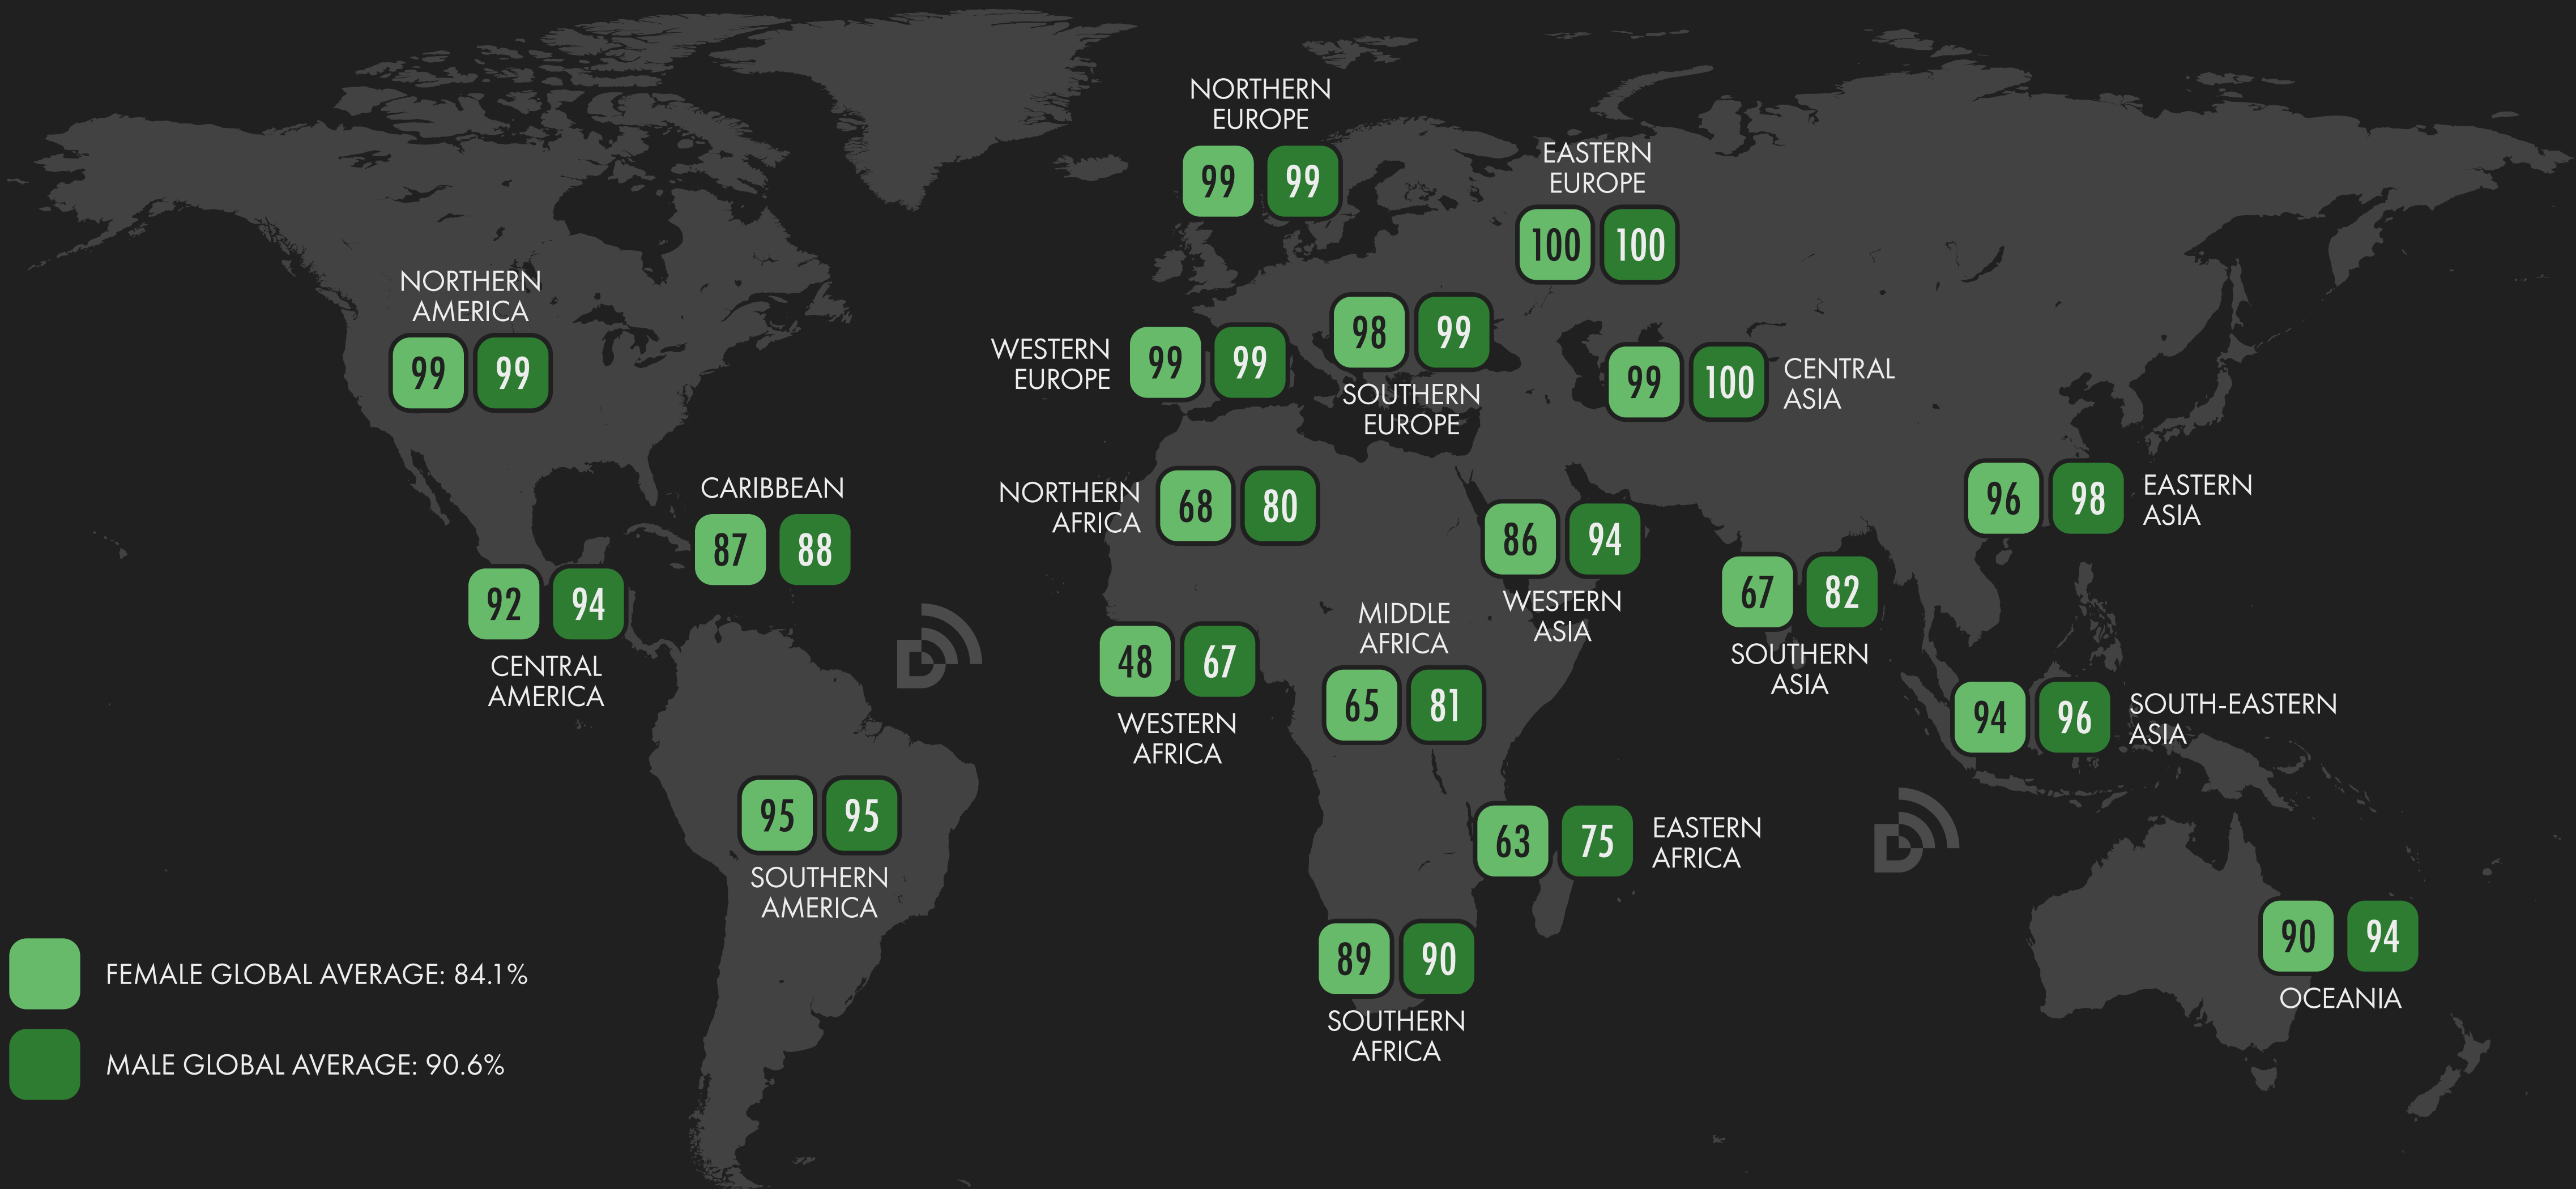 NORTHERN
EUROPE
99 99
EASTERN
EUROPE
100 100
NORTHERN
AMERICA
99 99
WESTERN
EUROPE
99 99
98 99
SOUTHERN
EUROPE
99 100
CENTRAL
ASIA
CARIBBEAN
87 88
NORTHERN
AFRICA
68 80
86 94
WESTERN
ASIA
96 98
EASTERN
ASIA
92 94
CENTRAL
AMERICA
67 82
SOUTHERN
ASIA
48 67
WESTERN
AFRICA
MIDDLE
AFRICA
65 81
94 96
SOUTH-EASTERN
ASIA
95 95
SOUTHERN
AMERICA
63 75
EASTERN
AFRICA
89 90
SOUTHERN
AFRICA
90 94
OCEANIA
FEMALE GLOBAL AVERAGE: 84.1%
MALE GLOBAL AVERAGE: 90.6%